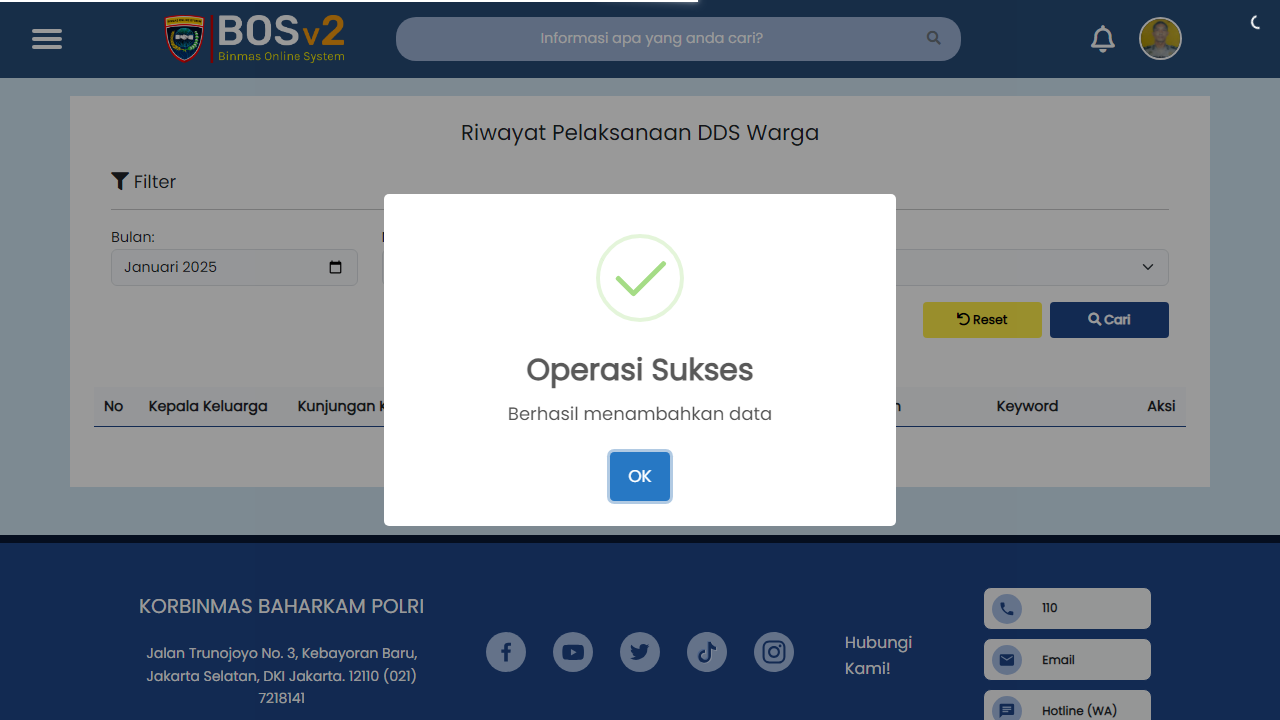 BOSv2
Binmas Online System
Informasi apa yang anda cari?
Riwayat Pelaksanaan DDS Warga
Filter
Bulan:
Januari 2025
Reset
Cari
No Kepala Keluarga Kunjungan Keyword Aksi
Operasi Sukses
Berhasil menambahkan data
OK
KORBINMAS BAHARKAM POLRI
Jalan Trunojoyo No. 3, Kebayoran Baru,
Jakarta Selatan, DKI Jakarta. 12110 (021)
7218141
Hubungi
Kami!
110
Email
Hotline (WA)